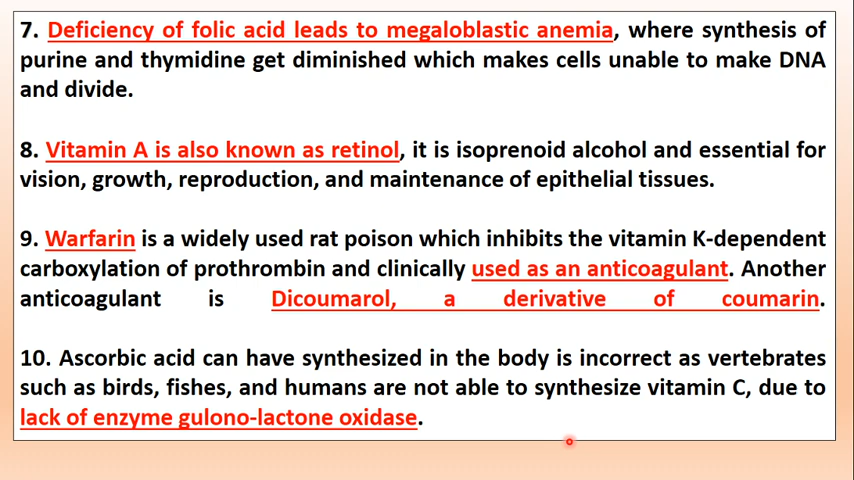 7. Deficiency of folic acid leads to megaloblastic anemia, where synthesis of
purine and thymidine get diminished which makes cells unable to make DNA
and divide.
8. Vitamin A is also known as retinol, it is isoprenoid alcohol and essential for
vision, growth, reproduction, and maintenance of epithelial tissues.
9. Warfarin is a widely used rat poison which inhibits the vitamin K-dependent
carboxylation of prothrombin and clinically used as an anticoagulant. Another
anticoagulant is Dicoumarol, a derivative of coumarin.
10. Ascorbic acid can have synthesized in the body is incorrect as vertebrates
such as birds, fishes, and humans are not able to synthesize vitamin C, due to
lack of enzyme gulono-lactone oxidase.